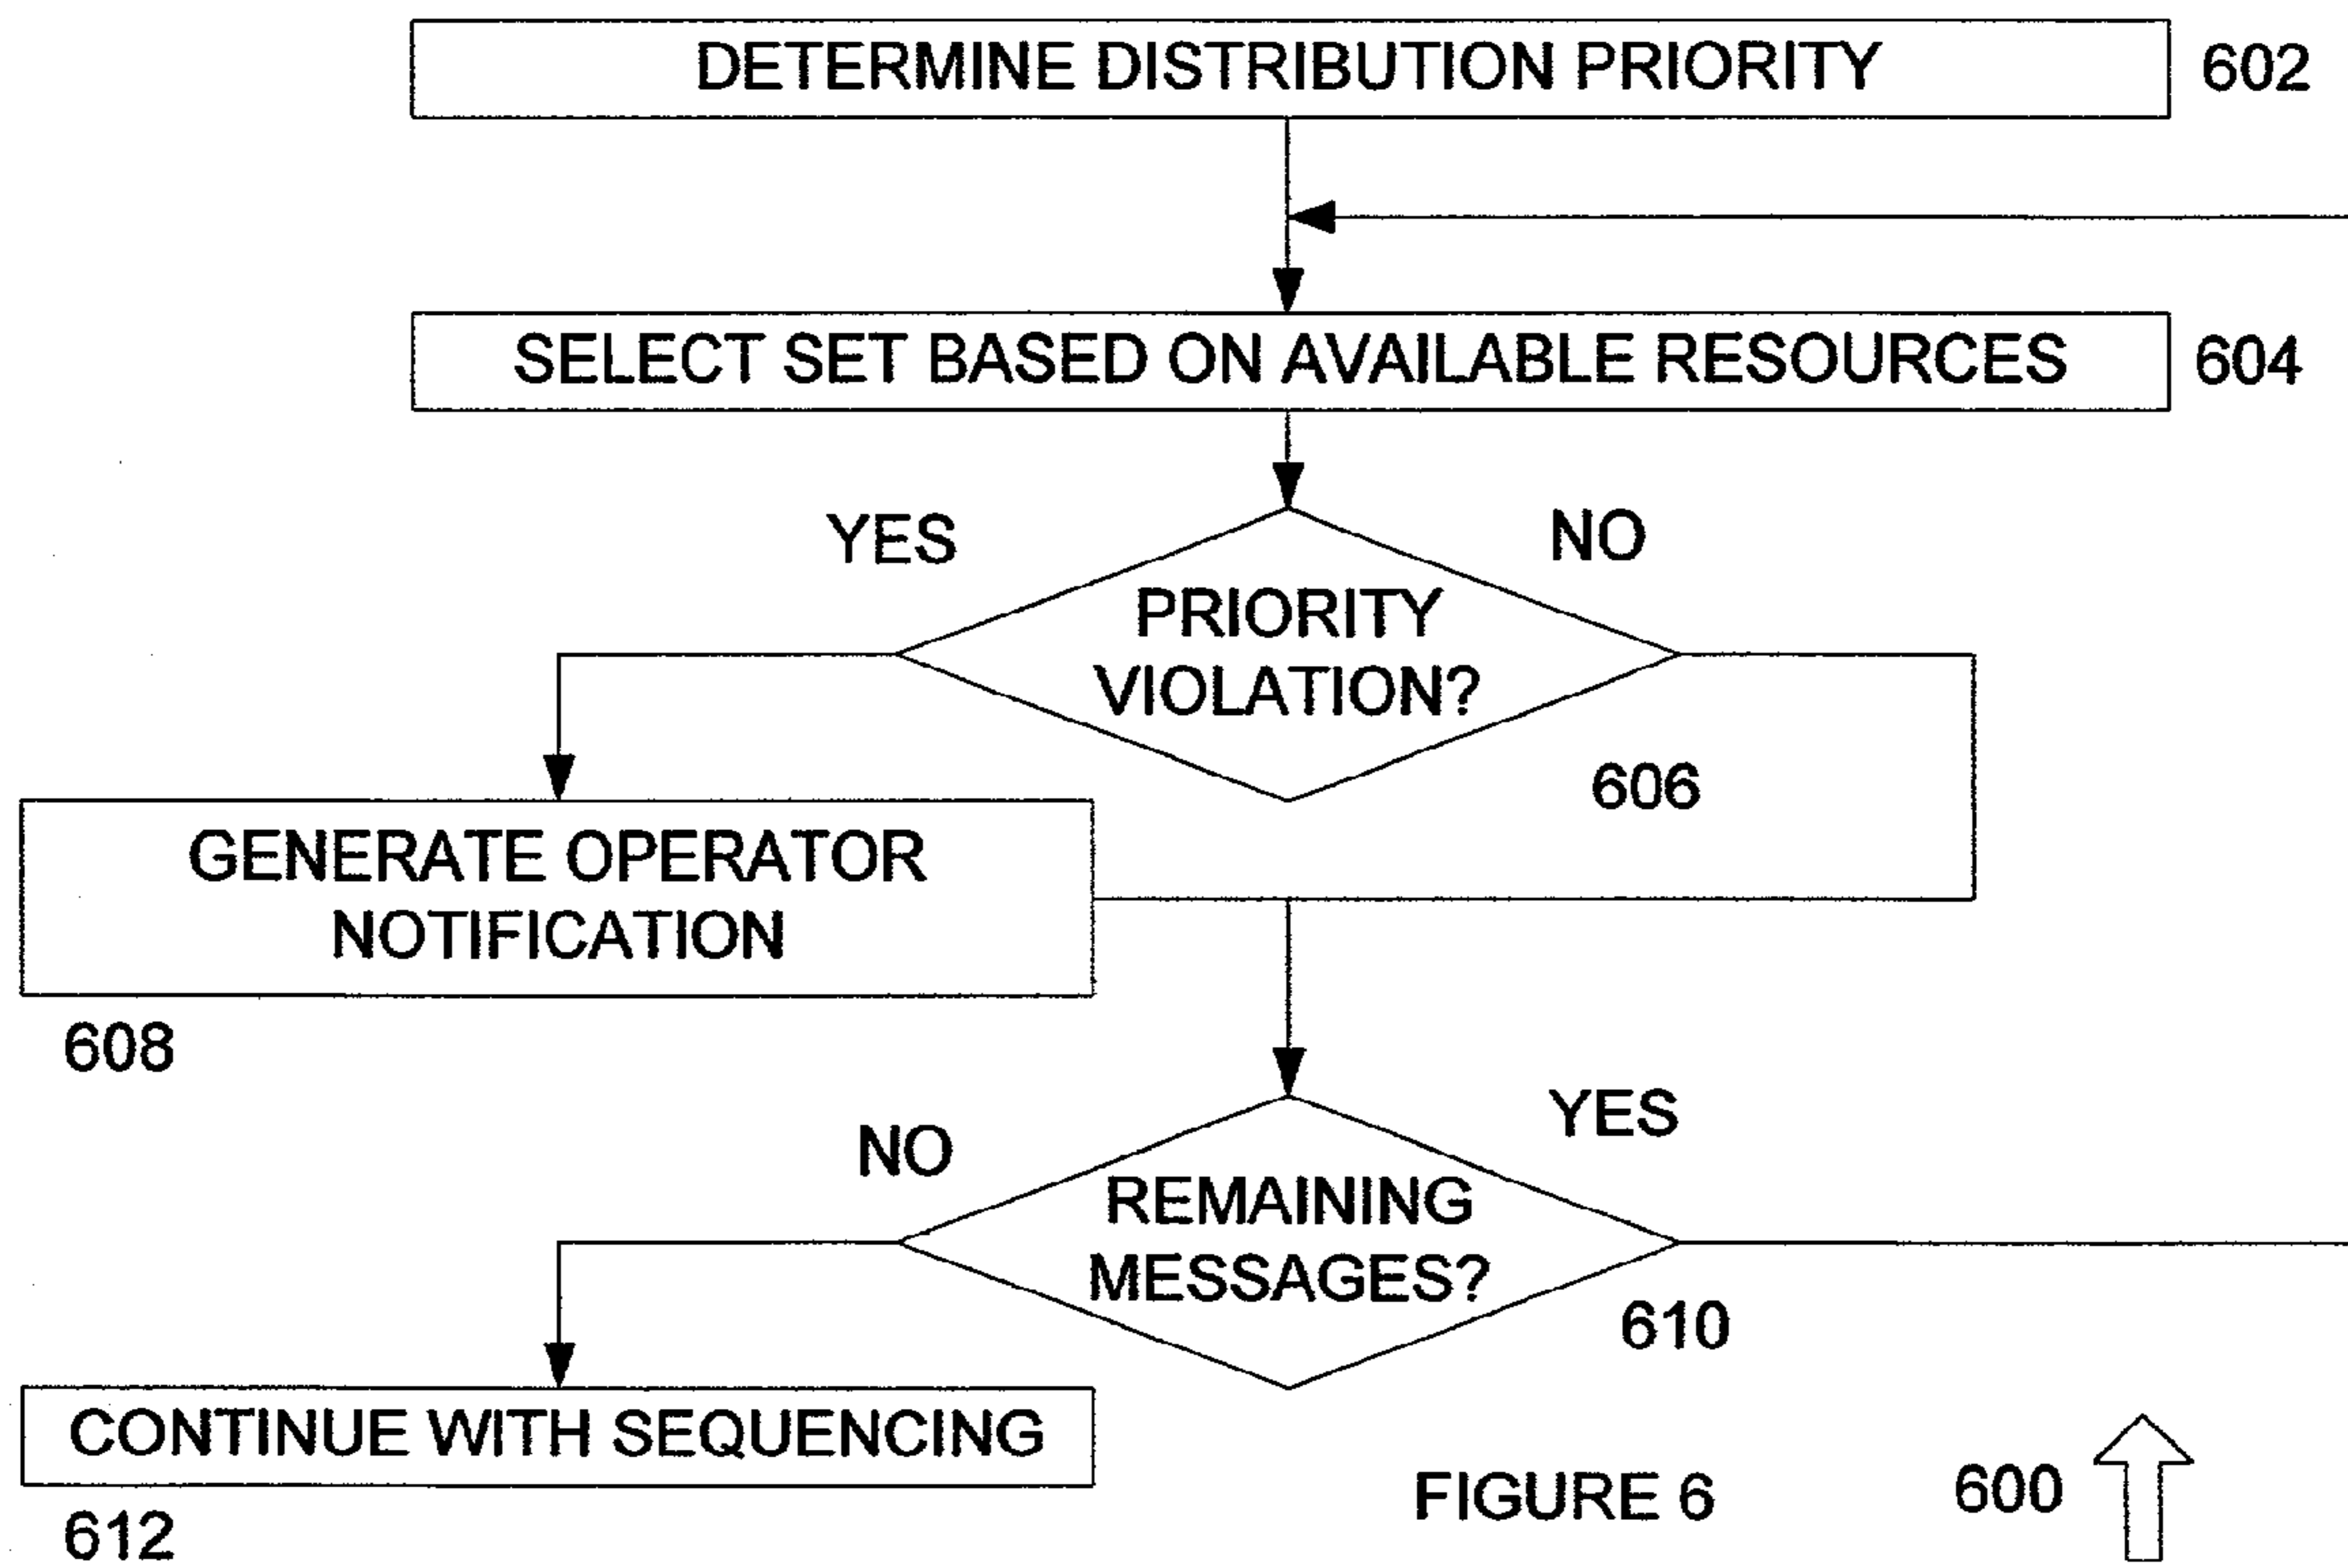 DETERMINE DISTRIBUTION PRIORITY
602
SELECT SET BASED ON AVAILABLE RESOURCES
604
YES
NO
PRIORITY
VIOLATION?
606
GENERATE OPERATOR
NOTIFICATION
608
NO
YES
REMAINING
MESSAGES?
610
CONTINUE WITH SEQUENCING
612
FIGURE 6
600